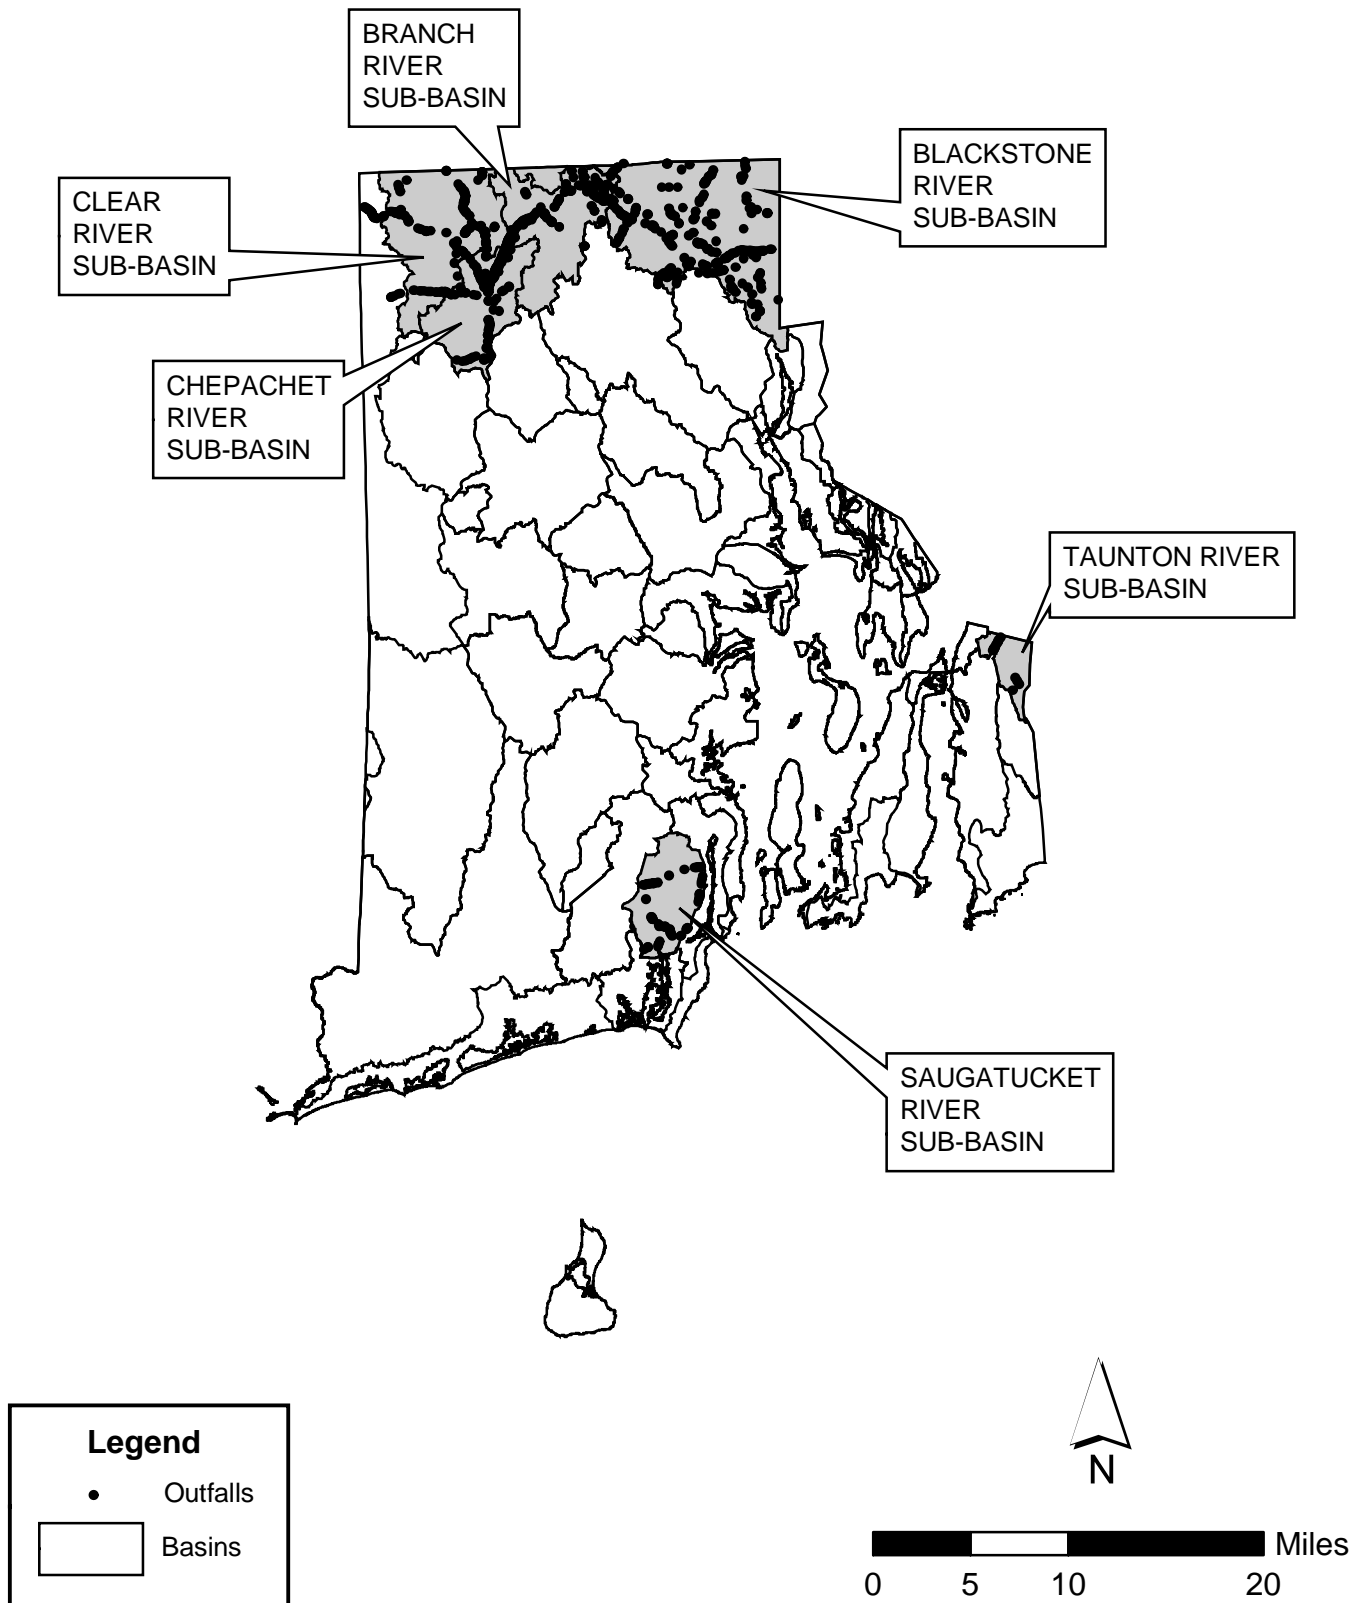 BRANCH
RIVER
SUB-BASIN
BLACKSTONE
RIVER
SUB-BASIN
CLEAR
RIVER
SUB-BASIN
CHEPACHET
RIVER
SUB-BASIN
TAUNTON RIVER
SUB-BASIN
SAUGATUCKET
RIVER
SUB-BASIN
Legend
Outfalls
Basins
N
Miles
0 5 10 20